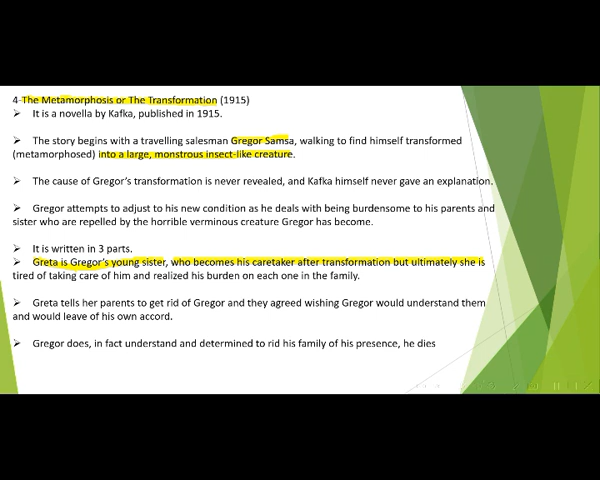 4-The Metamorphosis or The Transformation (1915)
➢ It is a novella by Kafka, published in 1915.
➢ The story begins with a travelling salesman Gregor Samsa, walking to find himself transformed
(metamorphosed) into a large, monstrous insect-like creature.
➢ The cause of Gregor's transformation is never revealed, and Kafka himself never gave an explanation.
➢ Gregor attempts to adjust to his new condition as he deals with being burdensome to his parents and
sister who are repelled by the horrible verminous creature Gregor has become.
➢ It is written in 3 parts.
➢ Greta is Gregor's young sister, who becomes his caretaker after transformation but ultimately she is
tired of taking care of him and realized his burden on each one in the family.
➢ Greta tells her parents to get rid of Gregor and they agreed wishing Gregor would understand them
and would leave of his own accord.
➢ Gregor does, in fact understand and determined to rid his family of his presence, he dies